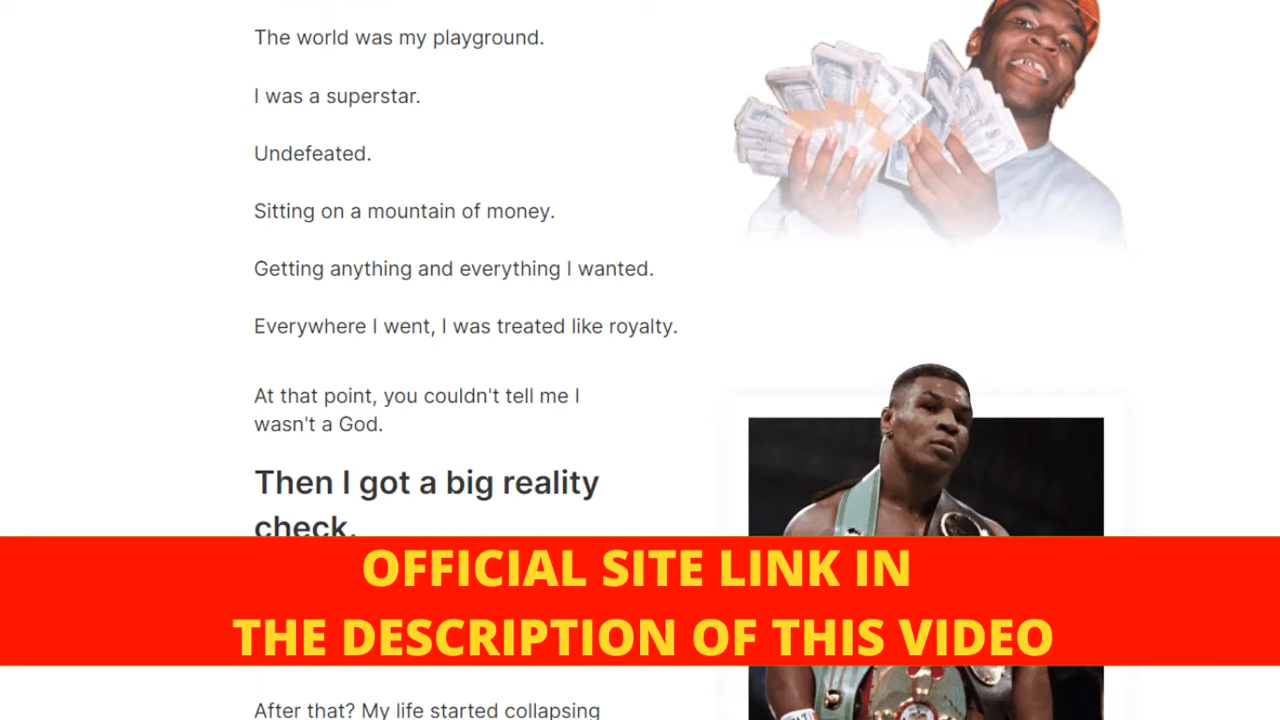 The world was my playground.
I was a superstar.
Undefeated.
Sitting on a mountain of money.
Getting anything and everything I wanted.
Everywhere I went, I was treated like royalty.
At that point, you couldn't tell me I
wasn't a God.
Then I got a big reality
check.
OFFICIAL SITE LINK IN
THE DESCRIPTION OF THIS VIDEO
After that? My life started collapsing